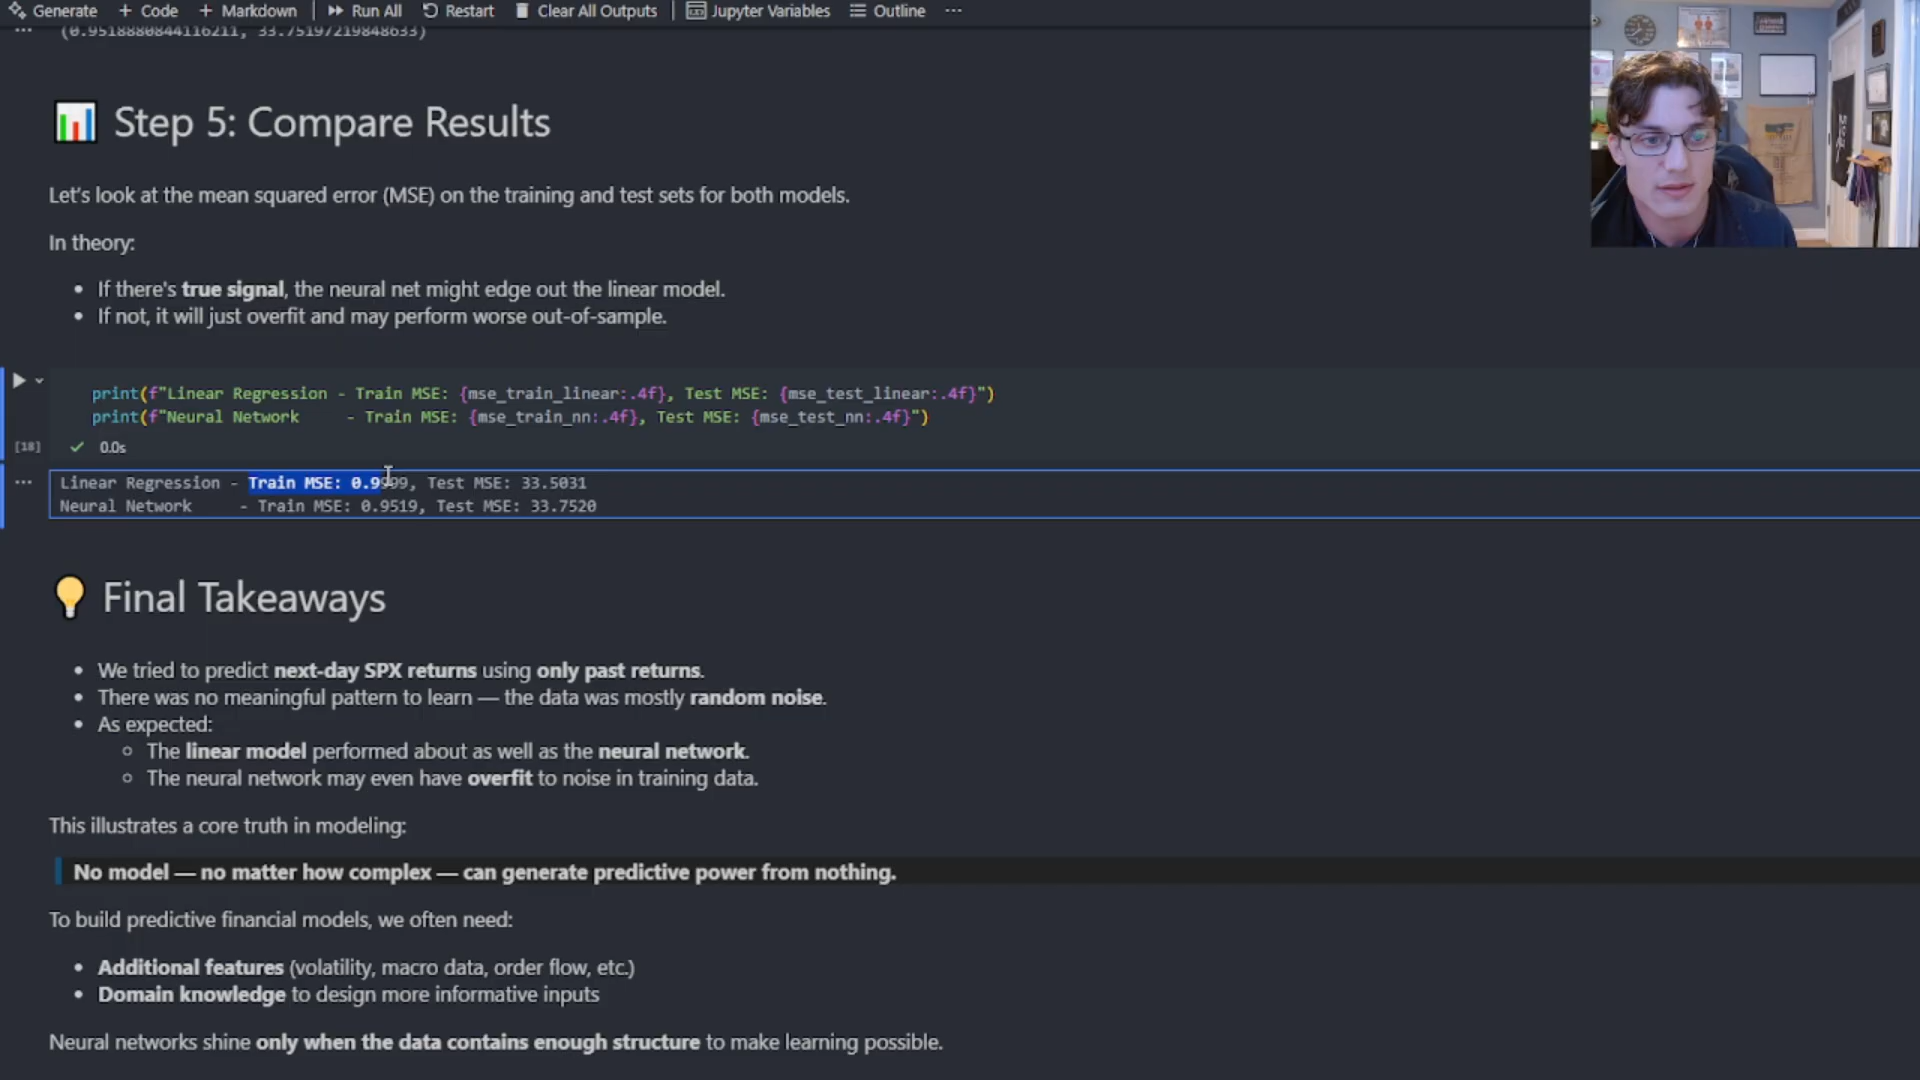 Generate + Code + Markdown Run All Restart Clear All Outputs Jupyter Variables Outline ...
... (0.9518880844116211, 33.75197219848633)
Step 5: Compare Results
Let's look at the mean squared error (MSE) on the training and test sets for both models.
In theory:
• If there's true signal, the neural net might edge out the linear model.
• If not, it will just overfit and may perform worse out-of-sample.
print(f"Linear Regression - Train MSE: {mse_train_linear:.4f}, Test MSE: {mse_test_linear:.4f}")
print(f"Neural Network     - Train MSE: {mse_train_nn:.4f}, Test MSE: {mse_test_nn:.4f}")
[18] ✓ 0.0s
... Linear Regression - Train MSE: 0.9999, Test MSE: 33.5031
Neural Network     - Train MSE: 0.9519, Test MSE: 33.7520
Final Takeaways
• We tried to predict next-day SPX returns using only past returns.
• There was no meaningful pattern to learn — the data was mostly random noise.
• As expected:
○ The linear model performed about as well as the neural network.
○ The neural network may even have overfit to noise in training data.
This illustrates a core truth in modeling:
No model — no matter how complex — can generate predictive power from nothing.
To build predictive financial models, we often need:
• Additional features (volatility, macro data, order flow, etc.)
• Domain knowledge to design more informative inputs
Neural networks shine only when the data contains enough structure to make learning possible.